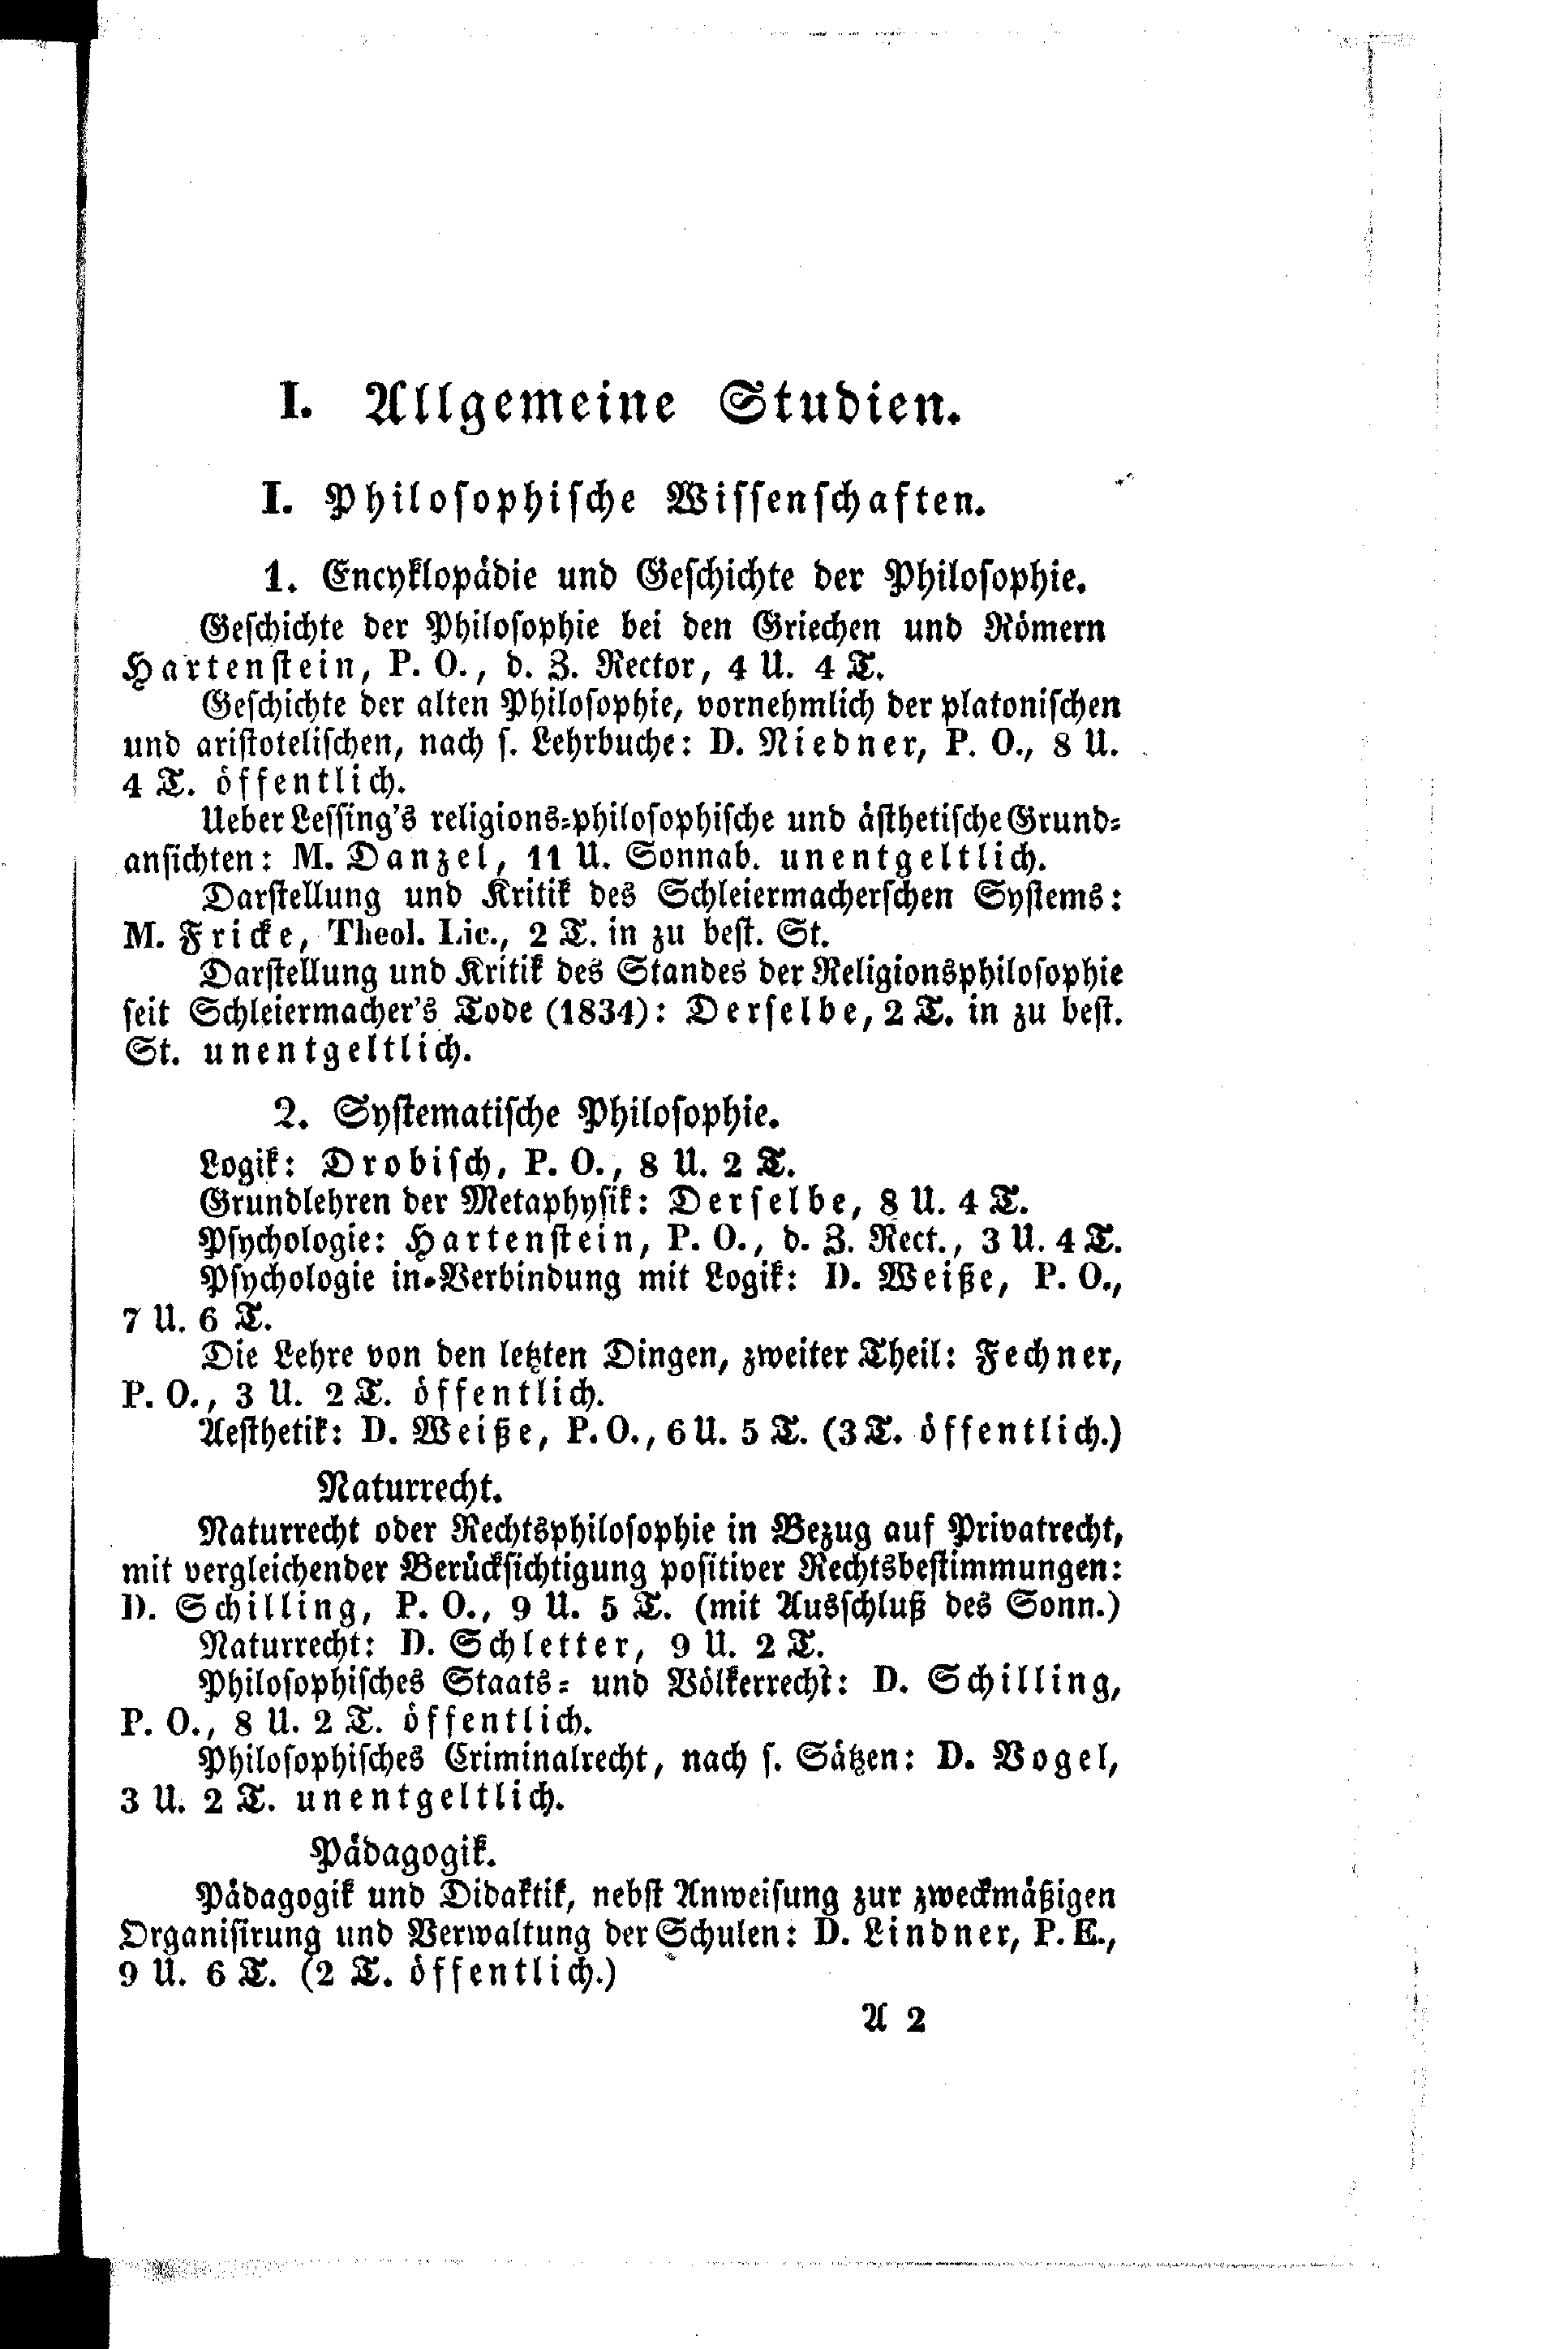 I. Allgemeine Studien.
I. Philosophische Wissenschaften.
1. Encyklopädie und Geschichte der Philosophie.
Geschichte der Philosophie bei den Griechen und Römern
Hartenstein, P. O., d. Z. Rector, 4 U. 4 T.
Geschichte der alten Philosophie, vornehmlich der platonischen
und aristotelischen, nach s. Lehrbuche: D. Niedner, P. O., 8 U.
4 T. öffentlich.
Ueber Lessing's religions=philosophische und ästhetische Grund=
ansichten: M. Danzel, 11 U. Sonnab. unentgeltlich.
Darstellung und Kritik des Schleiermacherschen Systems:
M. Fricke, Theol. Lic., 2 T. in zu best. St.
Darstellung und Kritik des Standes der Religionsphilosophie
seit Schleiermacher's Tode (1834): Derselbe, 2 T. in zu best.
St. unentgeltlich.
2. Systematische Philosophie.
Logik: Drobisch, P. O., 8 U. 2 T.
Grundlehren der Metaphysik: Derselbe, 8 U. 4 T.
Psychologie: Hartenstein, P. O., d. Z. Rect., 3 U. 4 T.
Psychologie in Verbindung mit Logik: D. Weiße, P. O.,
7 U. 6 T.
Die Lehre von den letzten Dingen, zweiter Theil: Fechner,
P. O., 3 U. 2 T. öffentlich.
Aesthetik: D. Weiße, P. O., 6 U. 5 T. (3 T. öffentlich.)
Naturrecht.
Naturrecht oder Rechtsphilosophie in Bezug auf Privatrecht,
mit vergleichender Berücksichtigung positiver Rechtsbestimmungen:
D. Schilling, P. O., 9 U. 5 T. (mit Ausschluß des Sonn.)
Naturrecht: D. Schletter, 9 U. 2 T.
Philosophisches Staats= und Völkerrecht: D. Schilling,
P. O., 8 U. 2 T. öffentlich.
Philosophisches Criminalrecht, nach s. Sätzen: D. Vogel,
3 U. 2 T. unentgeltlich.
Pädagogik.
Pädagogik und Didaktik, nebst Anweisung zur zweckmäßigen
Organisirung und Verwaltung der Schulen: D. Lindner, P. E.,
9 U. 6 T. (2 T. öffentlich.)
A 2